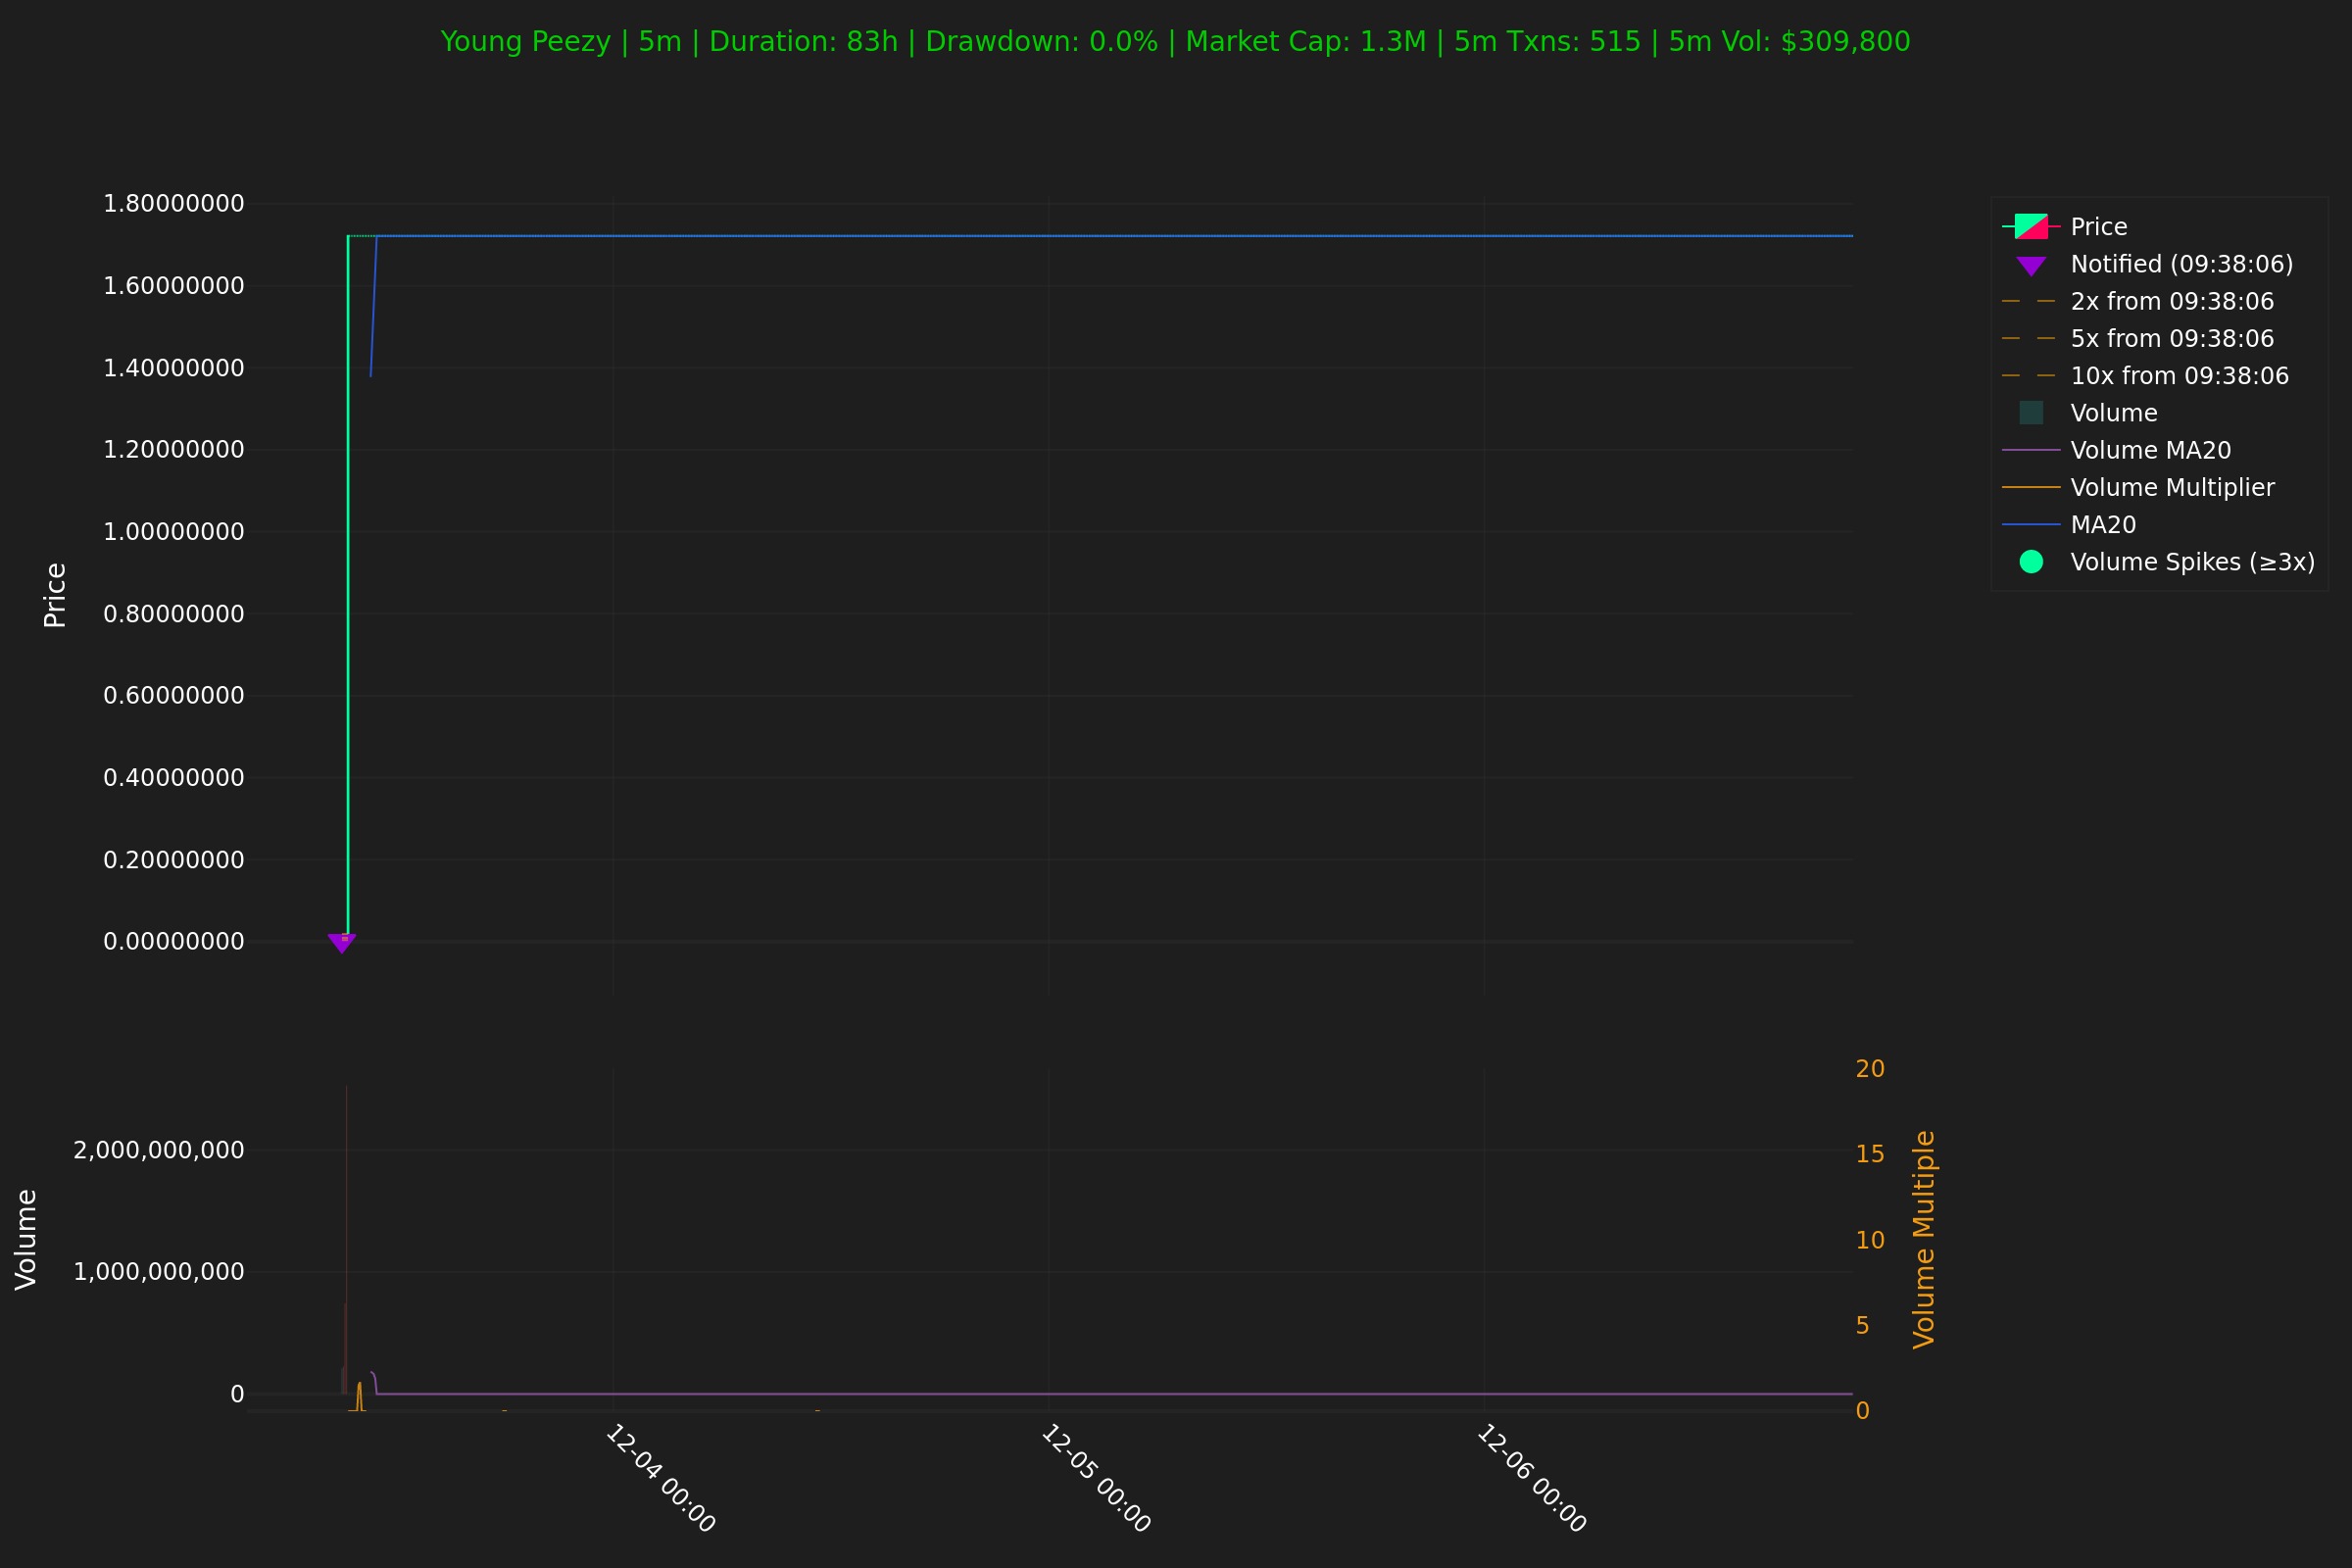 Young Peezy | 5m | Duration: 83h | Drawdown: 0.0% | Market Cap: 1.3M | 5m Txns: 515 | 5m Vol: $309,800
Price
1.80000000
1.60000000
1.40000000
1.20000000
1.00000000
0.80000000
0.60000000
0.40000000
0.20000000
0.00000000
Price
Notified (09:38:06)
2x from 09:38:06
5x from 09:38:06
10x from 09:38:06
Volume
Volume MA20
Volume Multiplier
MA20
Volume Spikes (≥3x)
Volume
2,000,000,000
1,000,000,000
0
20
15
10
5
0
Volume Multiple
12-04 00:00
12-05 00:00
12-06 00:00